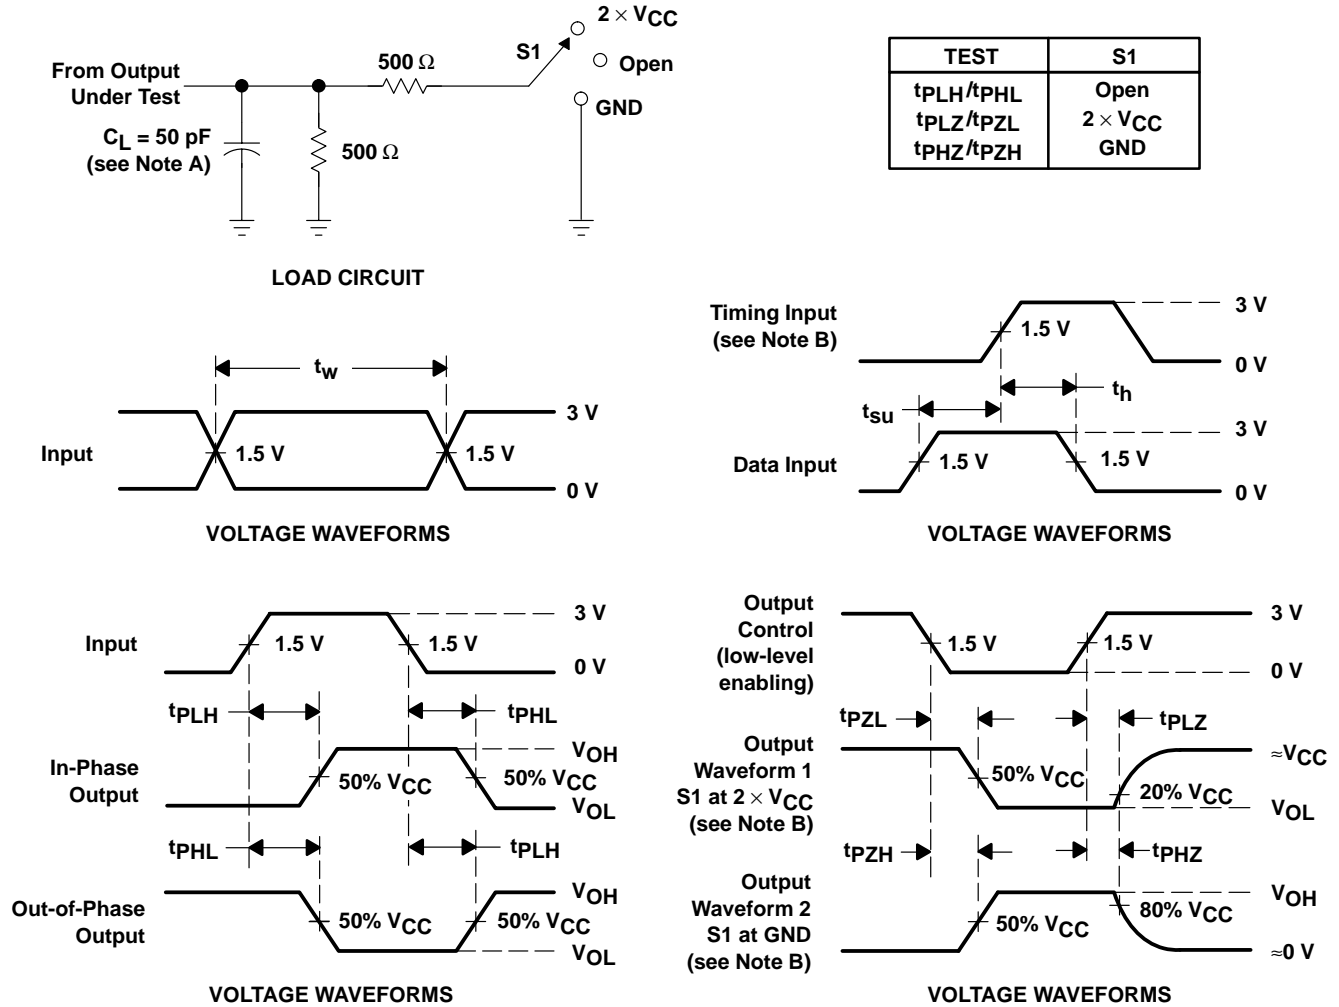 2 × VCC
S1
Open
GND
500 Ω
From Output
Under Test
CL = 50 pF
(see Note A)
500 Ω
LOAD CIRCUIT
TEST S1
tPLH/tPHL Open
tPLZ/tPZL 2 × VCC
tPHZ/tPZH GND
tw
3 V
Input
1.5 V 1.5 V
0 V
VOLTAGE WAVEFORMS
Timing Input
(see Note B)
3 V
1.5 V
0 V
th
tsu
3 V
Data Input
1.5 V 1.5 V
0 V
VOLTAGE WAVEFORMS
3 V
Input
1.5 V 1.5 V
0 V
tPLH tPHL
VOH
In-Phase
Output
50% VCC 50% VCC
VOL
tPHL tPLH
VOH
Out-of-Phase
Output
50% VCC 50% VCC
VOL
VOLTAGE WAVEFORMS
Output
Control
(low-level
enabling)
3 V
1.5 V 1.5 V
0 V
tPZL tPLZ
Output
Waveform 1
S1 at 2 × VCC
(see Note B)
≈VCC
50% VCC 20% VCC
VOL
tPZH tPHZ
Output
Waveform 2
S1 at GND
(see Note B)
VOH
50% VCC 80% VCC
≈0 V
VOLTAGE WAVEFORMS